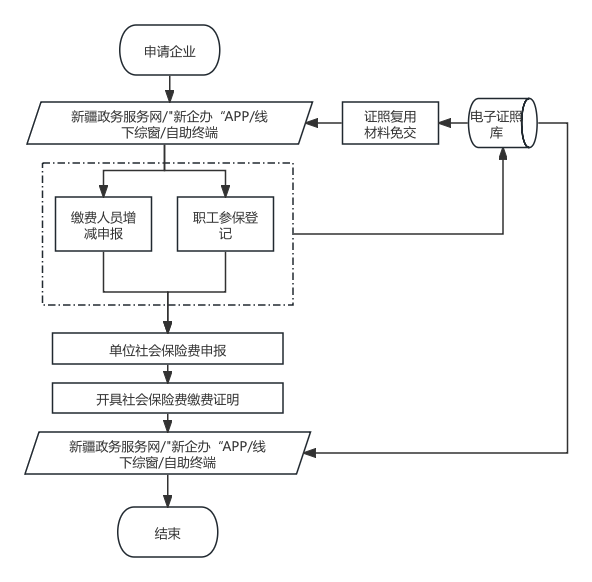 申请企业
新疆政务服务网/"新企办“APP/线
下综窗/自助终端
证照复用
材料免交
电子证照
库
缴费人员增
减申报
职工参保登
记
单位社会保险费申报
开具社会保险费缴费证明
新疆政务服务网/"新企办“APP/线
下综窗/自助终端
结束